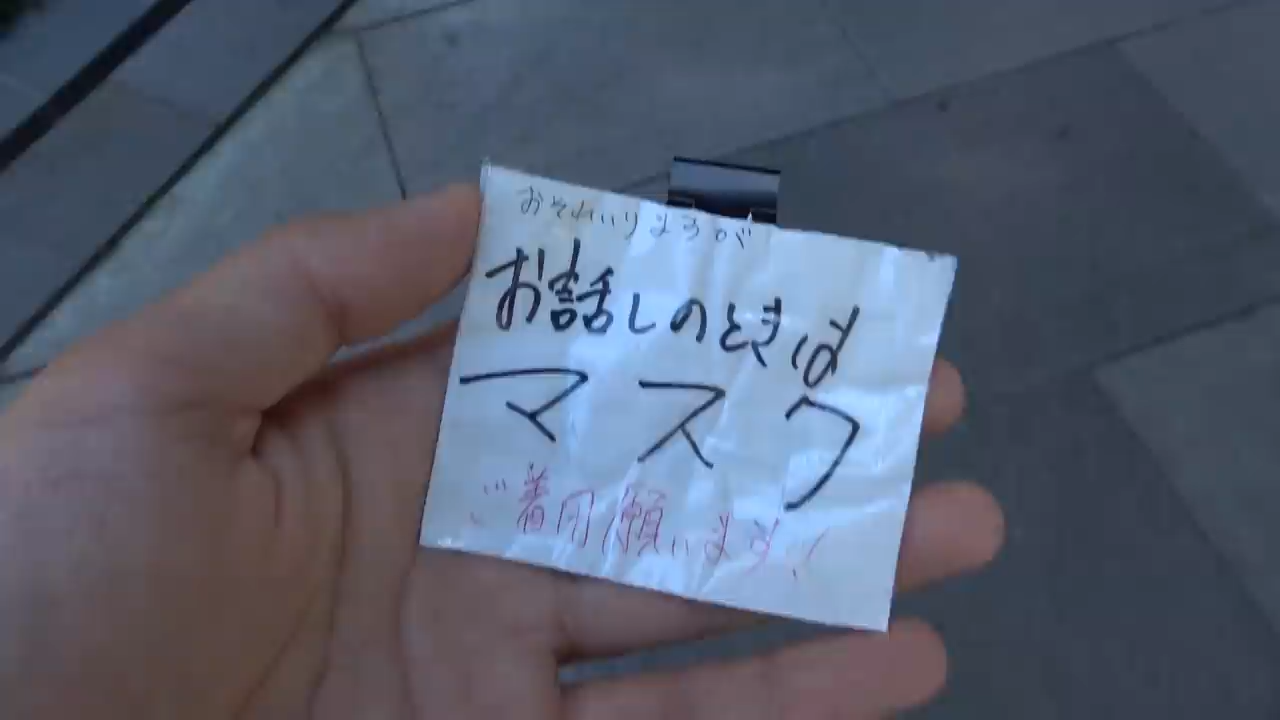 おそれいりますが
お話しのときは
マスク
ご着用願います!